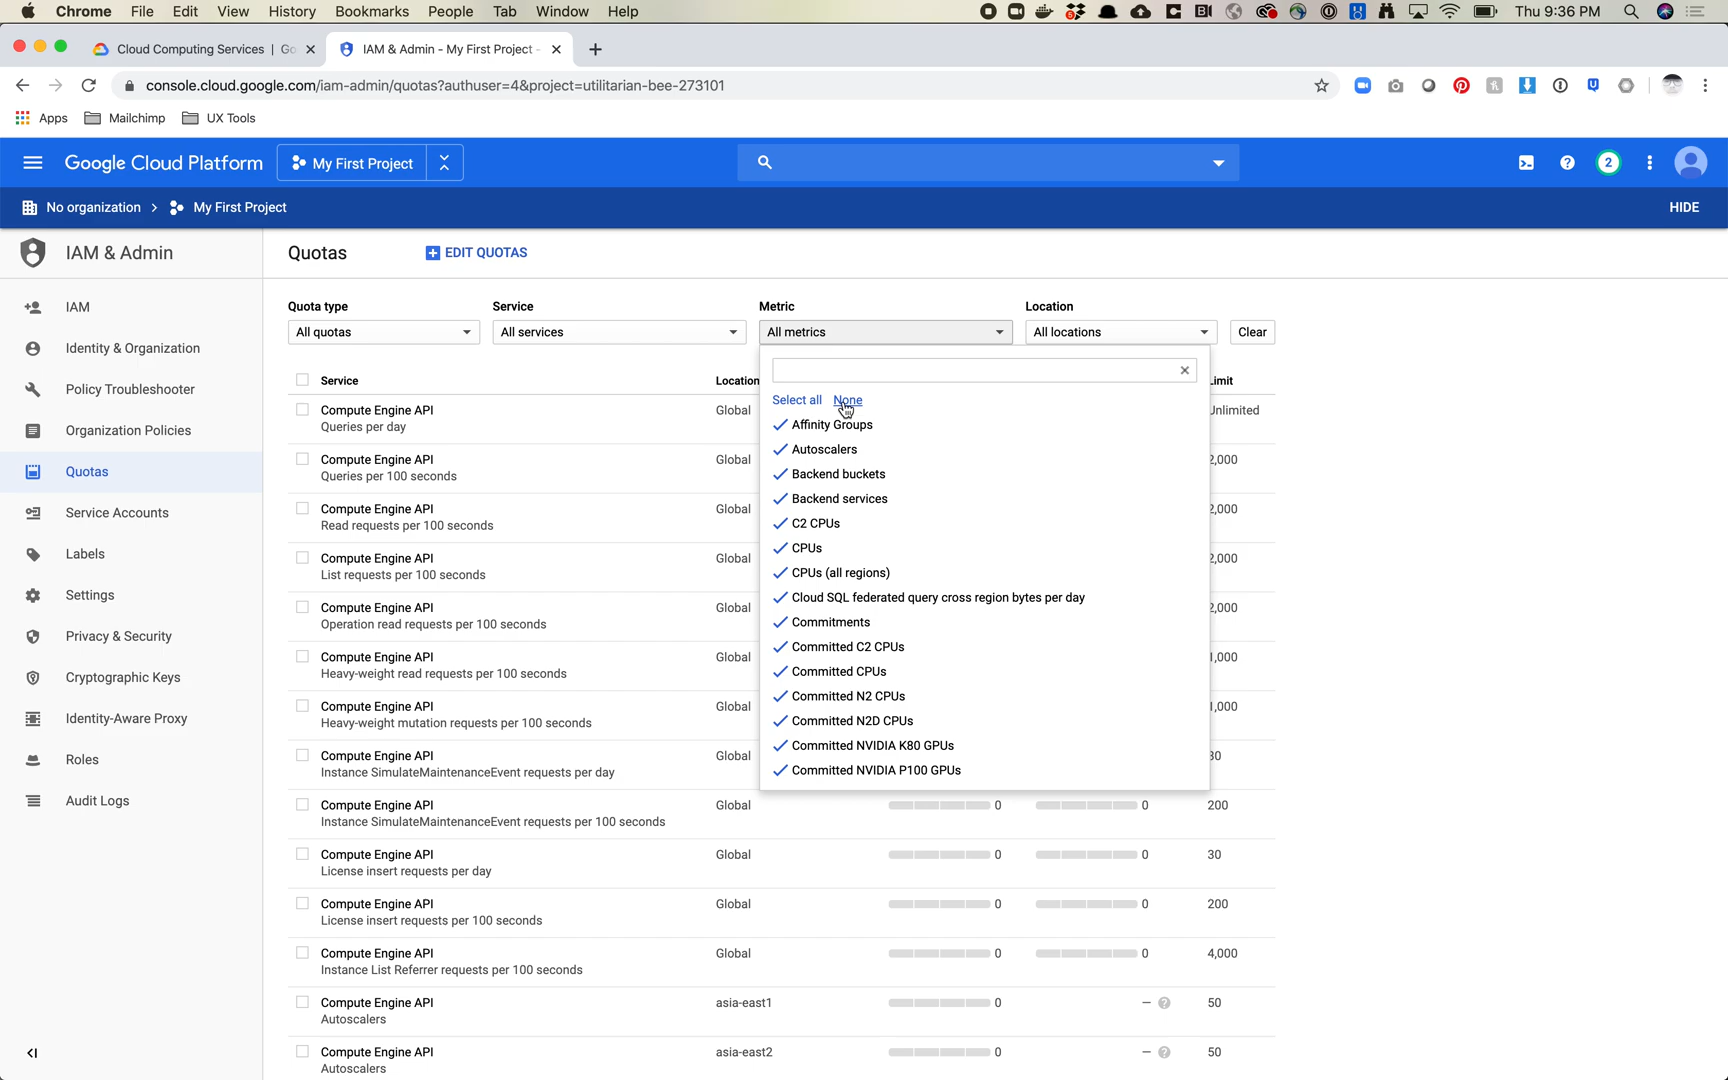 Chrome File Edit View History Bookmarks People Tab Window Help Thu 9:36 PM
Cloud Computing Services | Go IAM & Admin - My First Project -
console.cloud.google.com/iam-admin/quotas?authuser=4&project=utilitarian-bee-273101
Apps Mailchimp UX Tools
Google Cloud Platform My First Project 2
No organization > My First Project HIDE
IAM & Admin
IAM
Identity & Organization
Policy Troubleshooter
Organization Policies
Quotas
Service Accounts
Labels
Settings
Privacy & Security
Cryptographic Keys
Identity-Aware Proxy
Roles
Audit Logs
Quotas EDIT QUOTAS
Quota type Service Metric Location
All quotas All services All metrics All locations Clear
Service Location Limit
Compute Engine API Global Unlimited
Queries per day
Compute Engine API Global 2,000
Queries per 100 seconds
Compute Engine API Global 2,000
Read requests per 100 seconds
Compute Engine API Global 2,000
List requests per 100 seconds
Compute Engine API Global 2,000
Operation read requests per 100 seconds
Compute Engine API Global 1,000
Heavy-weight read requests per 100 seconds
Compute Engine API Global 1,000
Heavy-weight mutation requests per 100 seconds
Compute Engine API Global 30
Instance SimulateMaintenanceEvent requests per day
Compute Engine API Global 0 0 200
Instance SimulateMaintenanceEvent requests per 100 seconds
Compute Engine API Global 0 0 30
License insert requests per day
Compute Engine API Global 0 0 200
License insert requests per 100 seconds
Compute Engine API Global 0 0 4,000
Instance List Referrer requests per 100 seconds
Compute Engine API asia-east1 0 – 50
Autoscalers
Compute Engine API asia-east2 0 – 50
Autoscalers
Select all None
Affinity Groups
Autoscalers
Backend buckets
Backend services
C2 CPUs
CPUs
CPUs (all regions)
Cloud SQL federated query cross region bytes per day
Commitments
Committed C2 CPUs
Committed CPUs
Committed N2 CPUs
Committed N2D CPUs
Committed NVIDIA K80 GPUs
Committed NVIDIA P100 GPUs